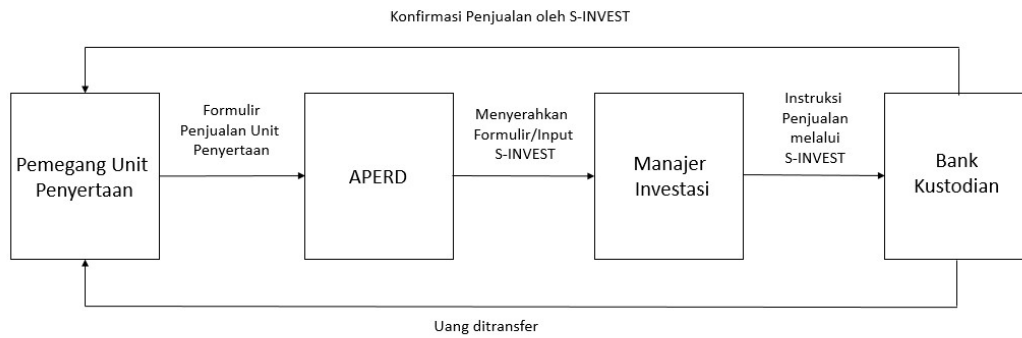 Konfirmasi Penjualan oleh S-INVEST
Pemegang Unit
Penyertaan
Formulir
Penjualan Unit
Penyertaan
APERD
Menyerahkan
Formulir/Input
S-INVEST
Manajer
Investasi
Instruksi
Penjualan
melalui
S-INVEST
Bank
Kustodian
Uang ditransfer